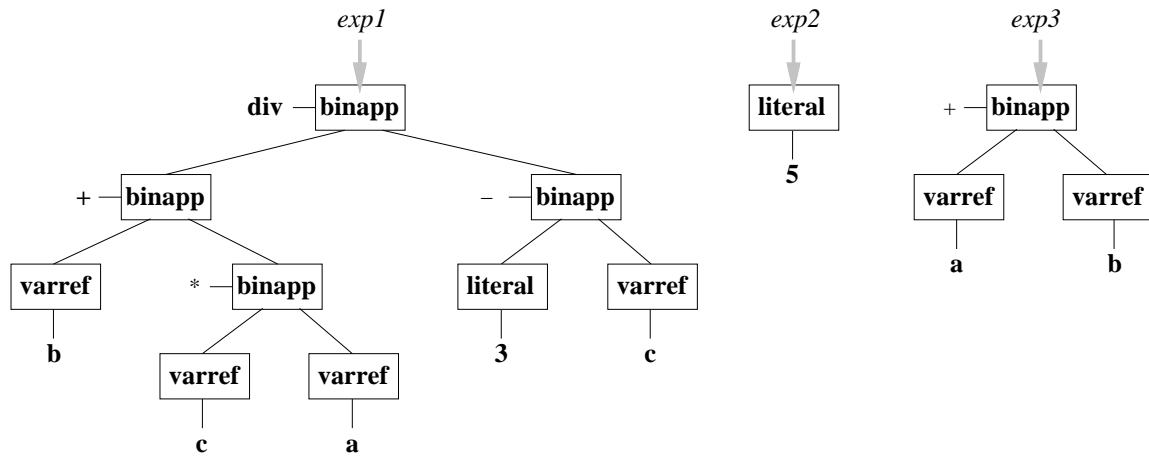 exp1 exp2 exp3
div binapp literal + binapp
5
+ binapp − binapp varref varref
a b
varref * binapp literal varref
b 3 c
varref varref
c a